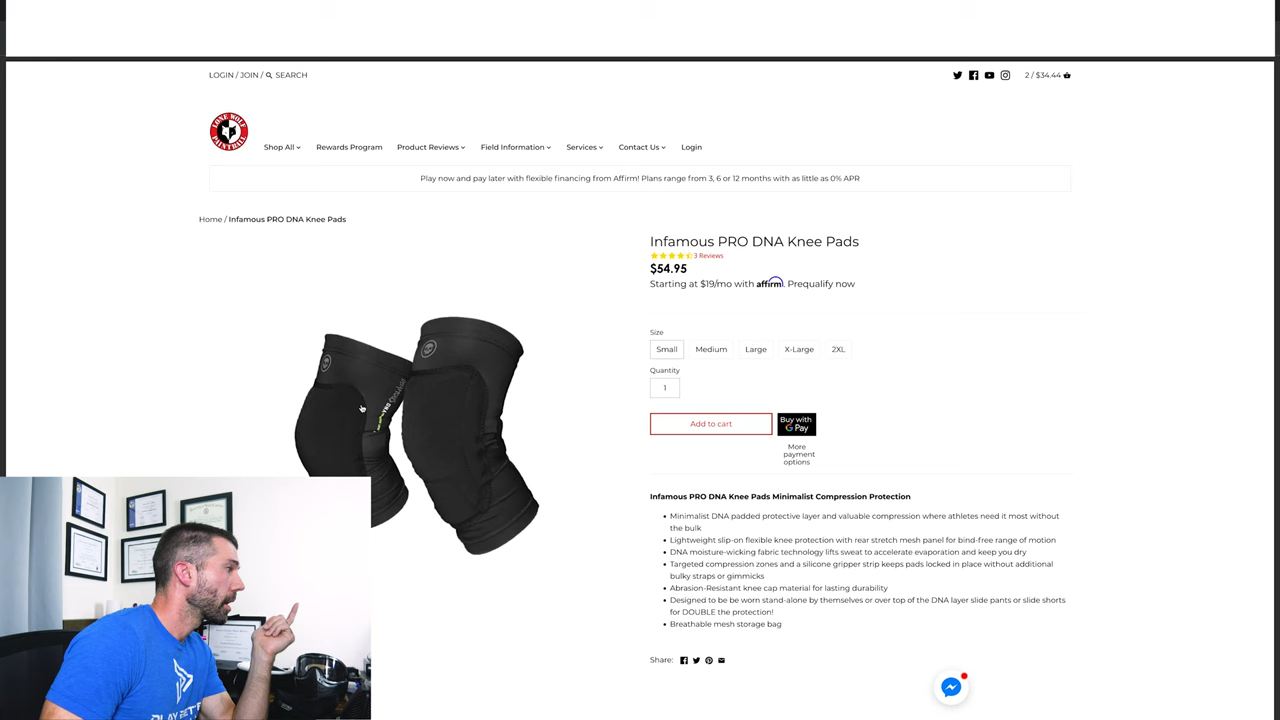 LOGIN / JOIN / SEARCH
2 / $34.44
LONE WOLF
PAINTBALL
Shop All Rewards Program Product Reviews Field Information Services Contact Us Login
Play now and pay later with flexible financing from Affirm! Plans range from 3, 6 or 12 months with as little as 0% APR
Home / Infamous PRO DNA Knee Pads
Infamous PRO DNA Knee Pads
3 Reviews
$54.95
Starting at $19/mo with affirm. Prequalify now
Size
Small Medium Large X-Large 2XL
Quantity
1
Add to cart
Buy with
G Pay
More
payment
options
Infamous PRO DNA Knee Pads Minimalist Compression Protection
• Minimalist DNA padded protective layer and valuable compression where athletes need it most without
the bulk
• Lightweight slip-on flexible knee protection with rear stretch mesh panel for bind-free range of motion
• DNA moisture-wicking fabric technology lifts sweat to accelerate evaporation and keep you dry
• Targeted compression zones and a silicone gripper strip keeps pads locked in place without additional
bulky straps or gimmicks
• Abrasion-Resistant knee cap material for lasting durability
• Designed to be be worn stand-alone by themselves or over top of the DNA layer slide pants or slide shorts
for DOUBLE the protection!
• Breathable mesh storage bag
Share: